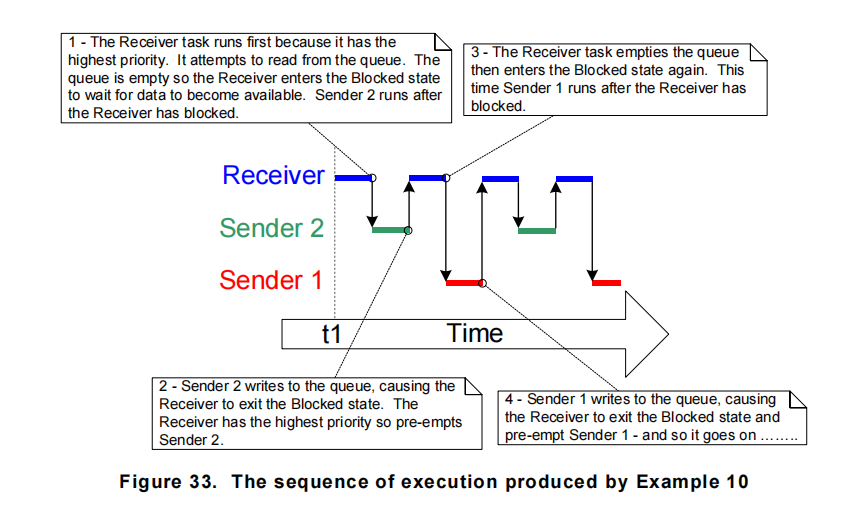 1 - The Receiver task runs first because it has the
highest priority. It attempts to read from the queue. The
queue is empty so the Receiver enters the Blocked state
to wait for data to become available. Sender 2 runs after
the Receiver has blocked.
3 - The Receiver task empties the queue
then enters the Blocked state again. This
time Sender 1 runs after the Receiver has
blocked.
Receiver
Sender 2
Sender 1
t1
Time
2 - Sender 2 writes to the queue, causing the
Receiver to exit the Blocked state. The
Receiver has the highest priority so pre-empts
Sender 2.
4 - Sender 1 writes to the queue, causing
the Receiver to exit the Blocked state and
pre-empt Sender 1 - and so it goes on ........
Figure 33. The sequence of execution produced by Example 10